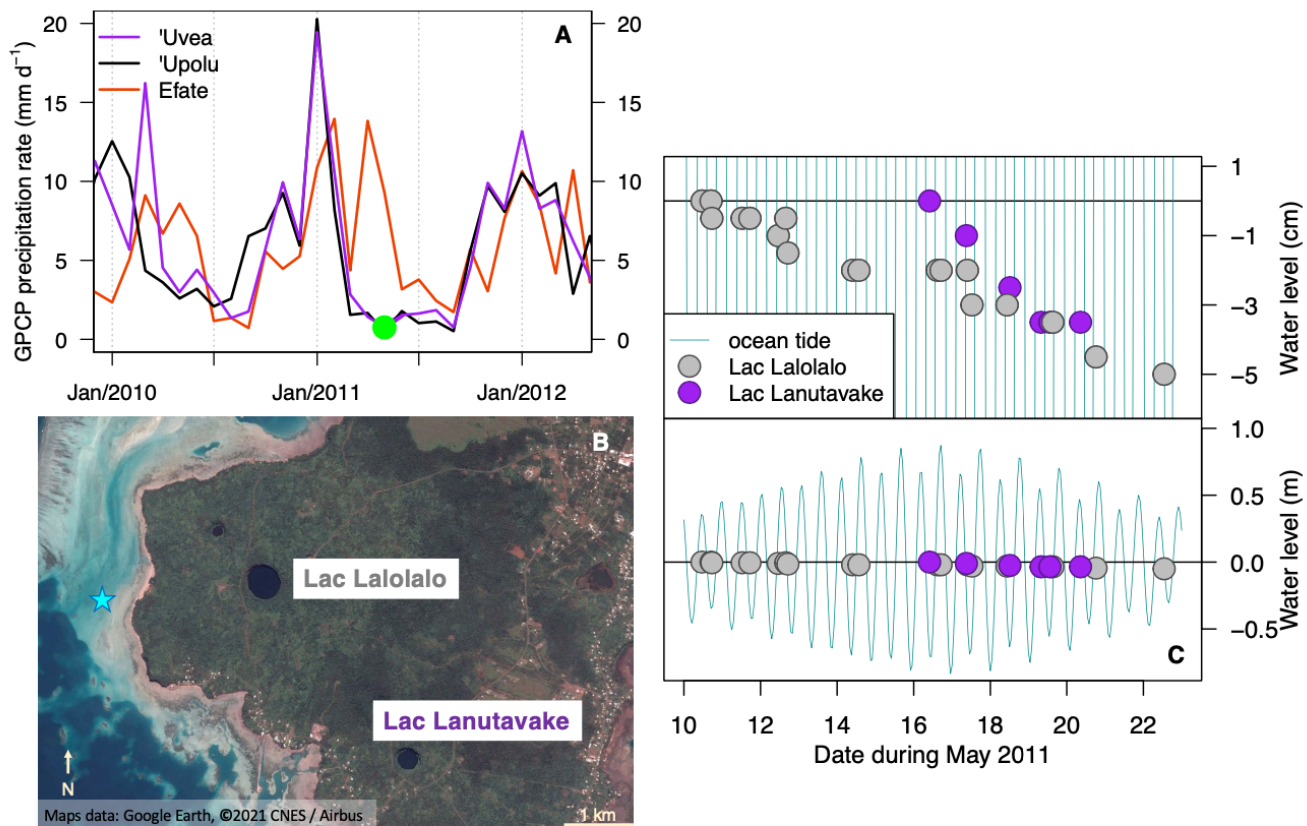 A
'Uvea
'Upolu
Efate
GPCP precipitation rate (mm d⁻¹)
20
15
10
5
0
20
15
10
5
0
Jan/2010
Jan/2011
Jan/2012
B
Lac Lalolalo
Lac Lanutavake
N
Maps data: Google Earth, ©2021 CNES / Airbus
1 km
1
−1
−3
−5
Water level (cm)
ocean tide
Lac Lalolalo
Lac Lanutavake
1.0
0.5
0.0
−0.5
Water level (m)
C
10
12
14
16
18
20
22
Date during May 2011